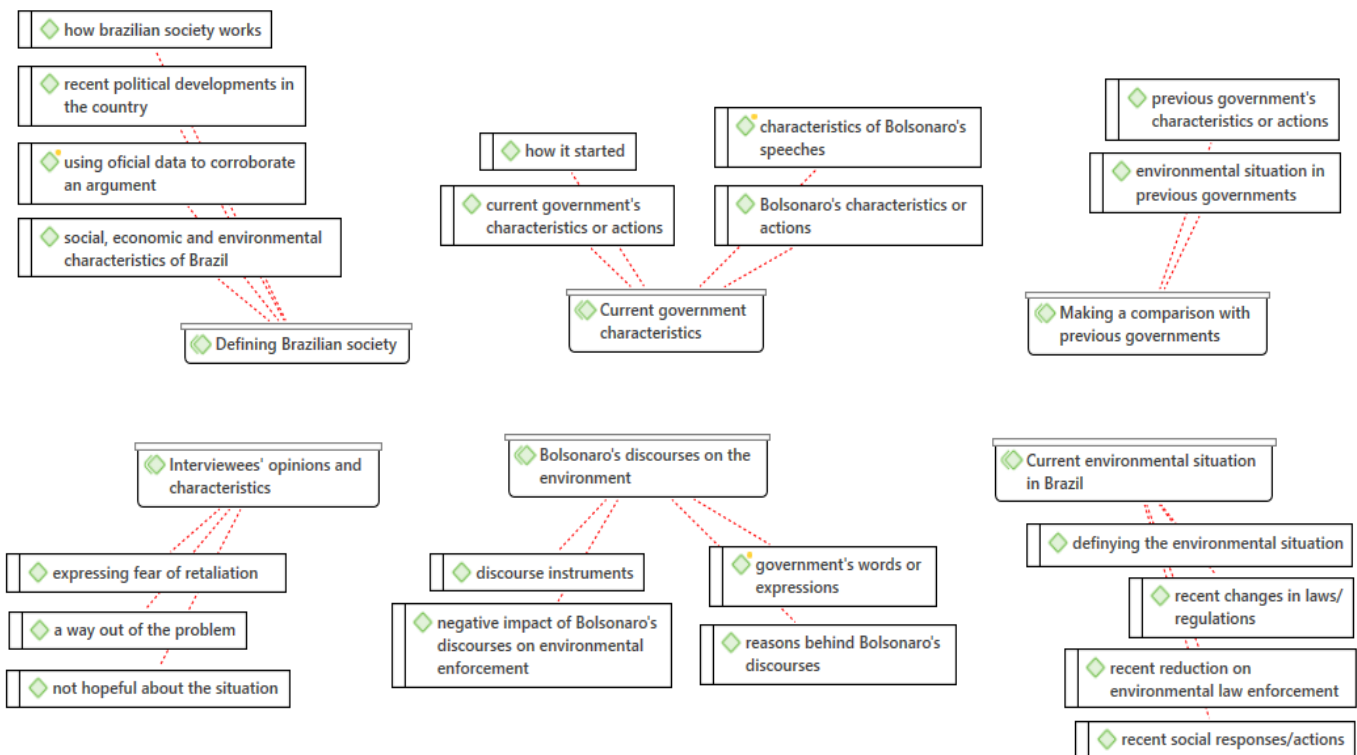 how brazilian society works
recent political developments in
the country
using oficial data to corroborate
an argument
social, economic and environmental
characteristics of Brazil
Defining Brazilian society
how it started
current government's
characteristics or actions
characteristics of Bolsonaro's
speeches
Bolsonaro's characteristics or
actions
Current government
characteristics
previous government's
characteristics or actions
environmental situation in
previous governments
Making a comparison with
previous governments
Interviewees' opinions and
characteristics
expressing fear of retaliation
a way out of the problem
not hopeful about the situation
Bolsonaro's discourses on the
environment
discourse instruments
negative impact of Bolsonaro's
discourses on environmental
enforcement
government's words or
expressions
reasons behind Bolsonaro's
discourses
Current environmental situation
in Brazil
definying the environmental situation
recent changes in laws/
regulations
recent reduction on
environmental law enforcement
recent social responses/actions